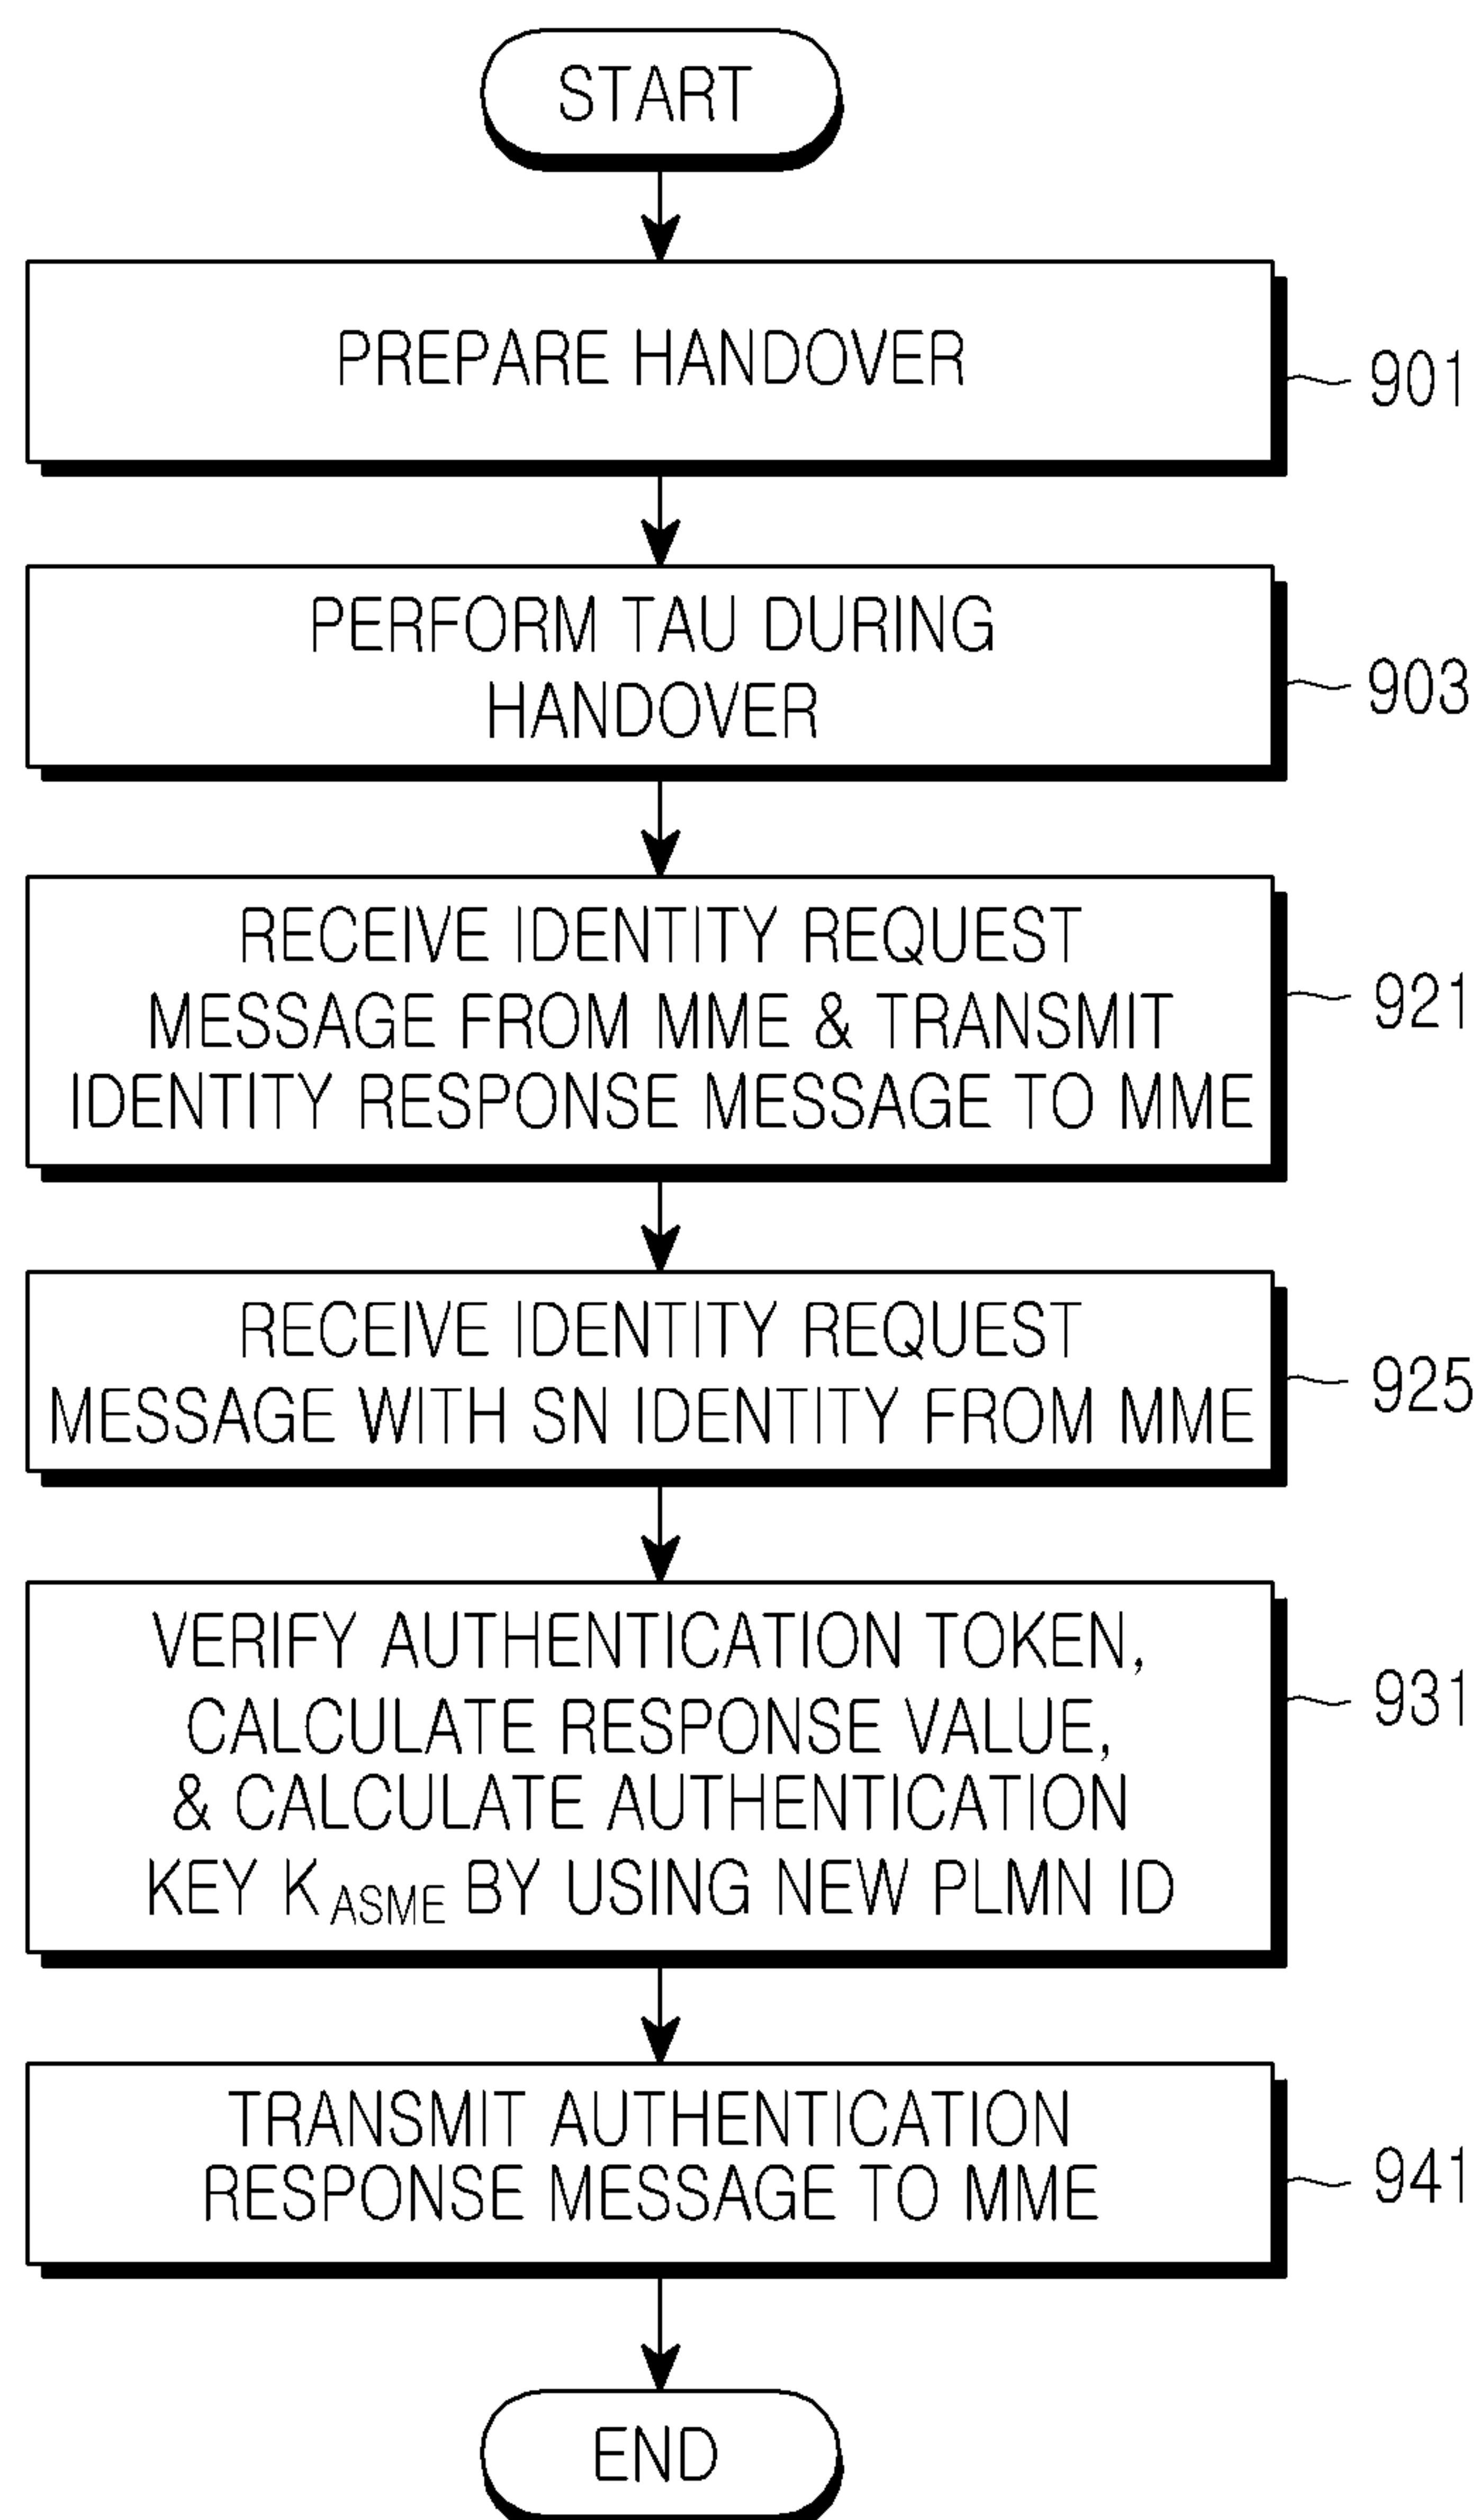 START
PREPARE HANDOVER
901
PERFORM TAU DURING
HANDOVER
903
RECEIVE IDENTITY REQUEST
MESSAGE FROM MME & TRANSMIT
IDENTITY RESPONSE MESSAGE TO MME
921
RECEIVE IDENTITY REQUEST
MESSAGE WITH SN IDENTITY FROM MME
925
VERIFY AUTHENTICATION TOKEN,
CALCULATE RESPONSE VALUE,
& CALCULATE AUTHENTICATION
KEY K ASME BY USING NEW PLMN ID
931
TRANSMIT AUTHENTICATION
RESPONSE MESSAGE TO MME
941
END